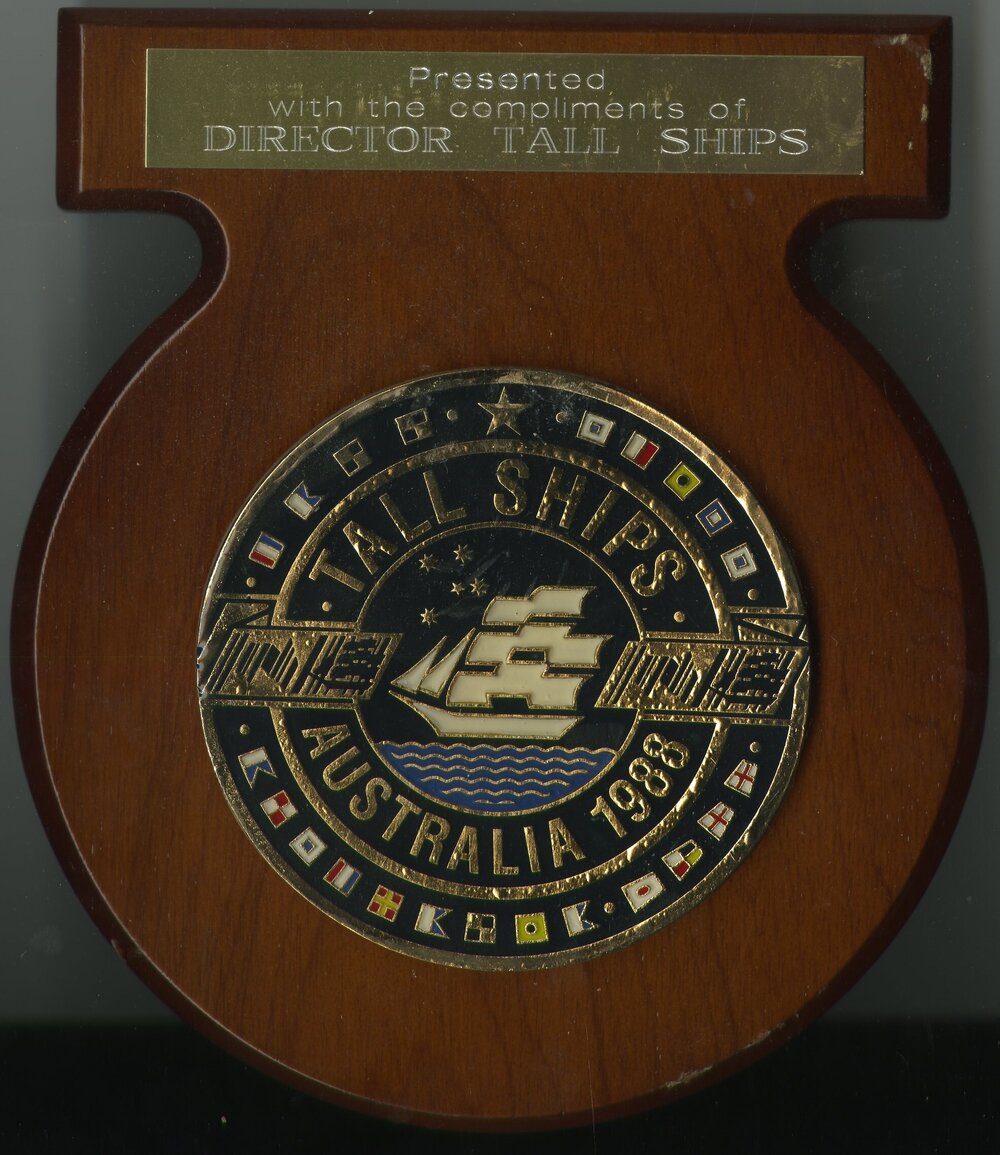 Presented
with the compliments of
DIRECTOR TALL SHIPS
TALL SHIPS
AUSTRALIA 1988